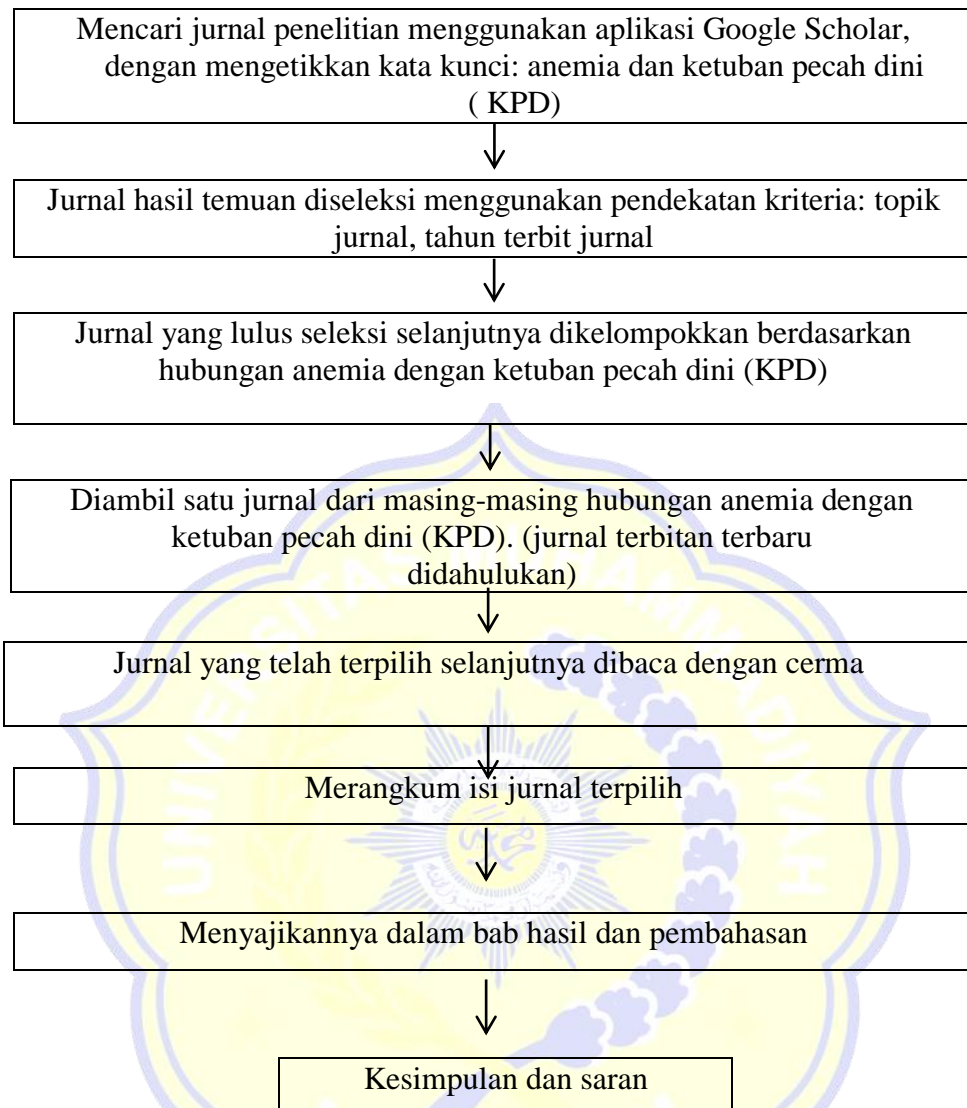 Mencari jurnal penelitian menggunakan aplikasi Google Scholar,
dengan mengetikkan kata kunci: anemia dan ketuban pecah dini
( KPD)
Jurnal hasil temuan diseleksi menggunakan pendekatan kriteria: topik
jurnal, tahun terbit jurnal
Jurnal yang lulus seleksi selanjutnya dikelompokkan berdasarkan
hubungan anemia dengan ketuban pecah dini (KPD)
Diambil satu jurnal dari masing-masing hubungan anemia dengan
ketuban pecah dini (KPD). (jurnal terbitan terbaru
didahulukan)
Jurnal yang telah terpilih selanjutnya dibaca dengan cerma
Merangkum isi jurnal terpilih
Menyajikannya dalam bab hasil dan pembahasan
Kesimpulan dan saran
UNIVERSITAS MUHAMMADIYAH